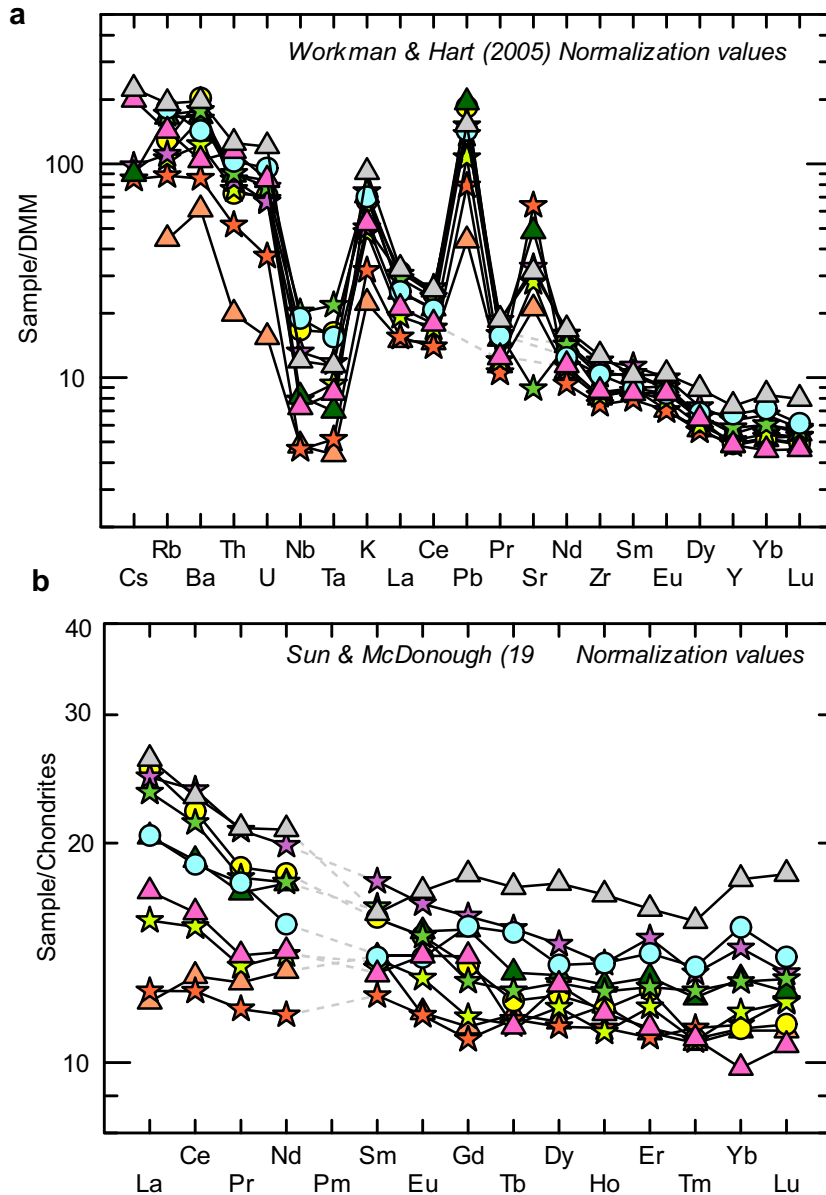 a
Workman & Hart (2005) Normalization values
Sample/DMM
100
10
Rb Th Nb K Ce Pr Nd Sm Dy Yb
Cs Ba U Ta La Pb Sr Zr Eu Y Lu
b
Sun & McDonough (19 Normalization values
Sample/Chondrites
40
30
20
10
Ce Nd Sm Gd Dy Er Yb
La Pr Pm Eu Tb Ho Tm Lu